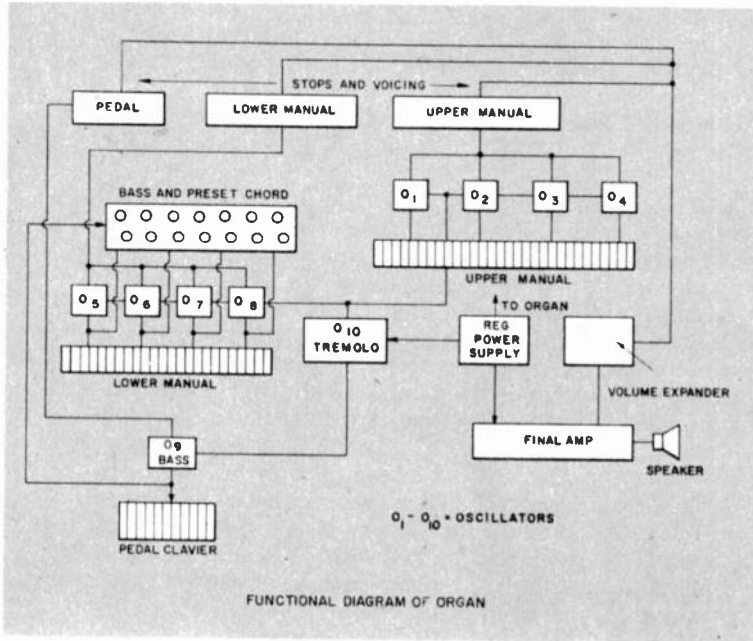 STOPS AND VOICING
PEDAL
LOWER MANUAL
UPPER MANUAL
BASS AND PRESET CHORD
O1
O2
O3
O4
UPPER MANUAL
O5
O6
O7
O8
LOWER MANUAL
O10
TREMOLO
TO ORGAN
REG
POWER
SUPPLY
VOLUME EXPANDER
FINAL AMP
SPEAKER
O9
BASS
PEDAL CLAVIER
O1 - O10 = OSCILLATORS
FUNCTIONAL DIAGRAM OF ORGAN